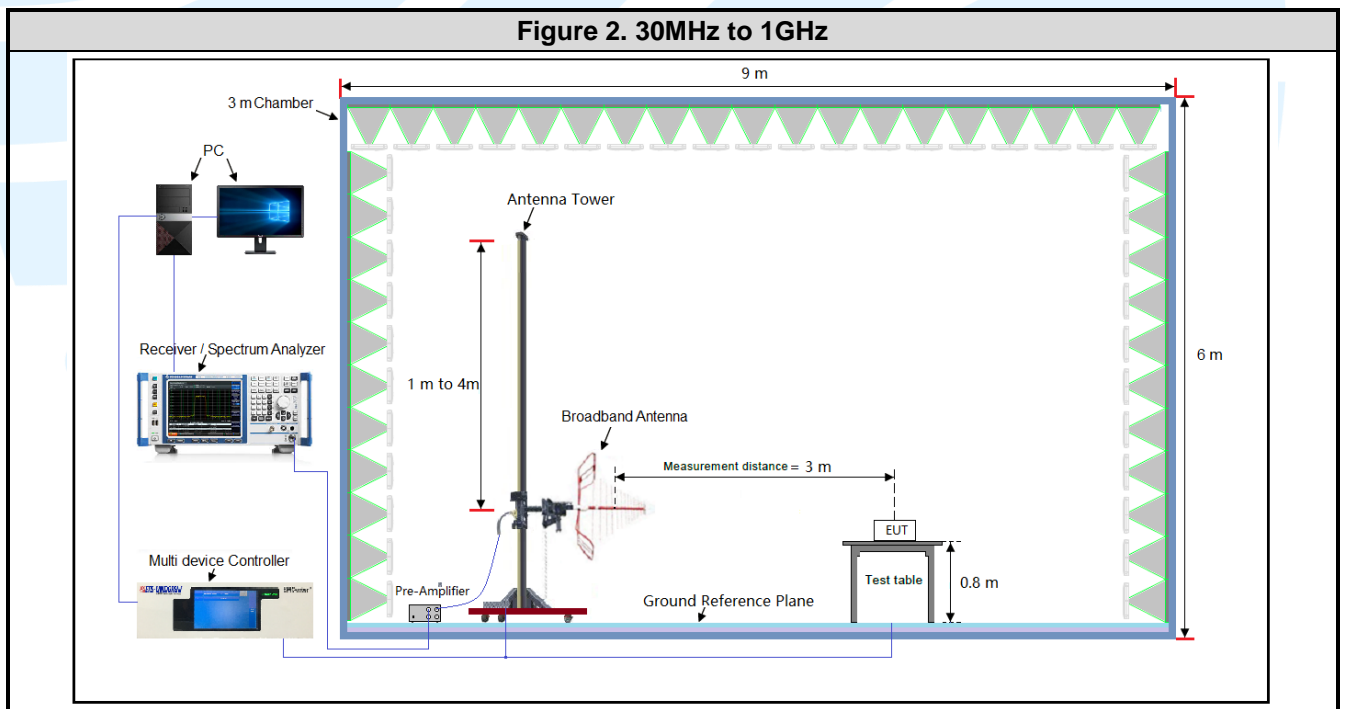 Figure 2. 30MHz to 1GHz
9 m
3 m Chamber
PC
Antenna Tower
Receiver / Spectrum Analyzer
1 m to 4m
6 m
Broadband Antenna
Measurement distance = 3 m
EUT
Multi device Controller
Test table
0.8 m
Pre-Amplifier
Ground Reference Plane